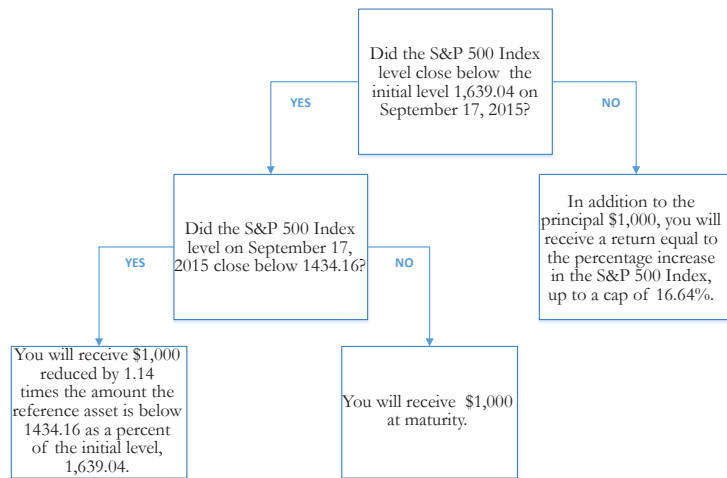 Did the S&P 500 Index
level close below the
initial level 1,639.04 on
September 17, 2015?
YES
NO
Did the S&P 500 Index
level on September 17,
2015 close below 1434.16?
In addition to the
principal $1,000, you will
receive a return equal to
the percentage increase
in the S&P 500 Index,
up to a cap of 16.64%.
YES
NO
You will receive $1,000
reduced by 1.14
times the amount the
reference asset is below
1434.16 as a percent
of the initial level,
1,639.04.
You will receive $1,000
at maturity.